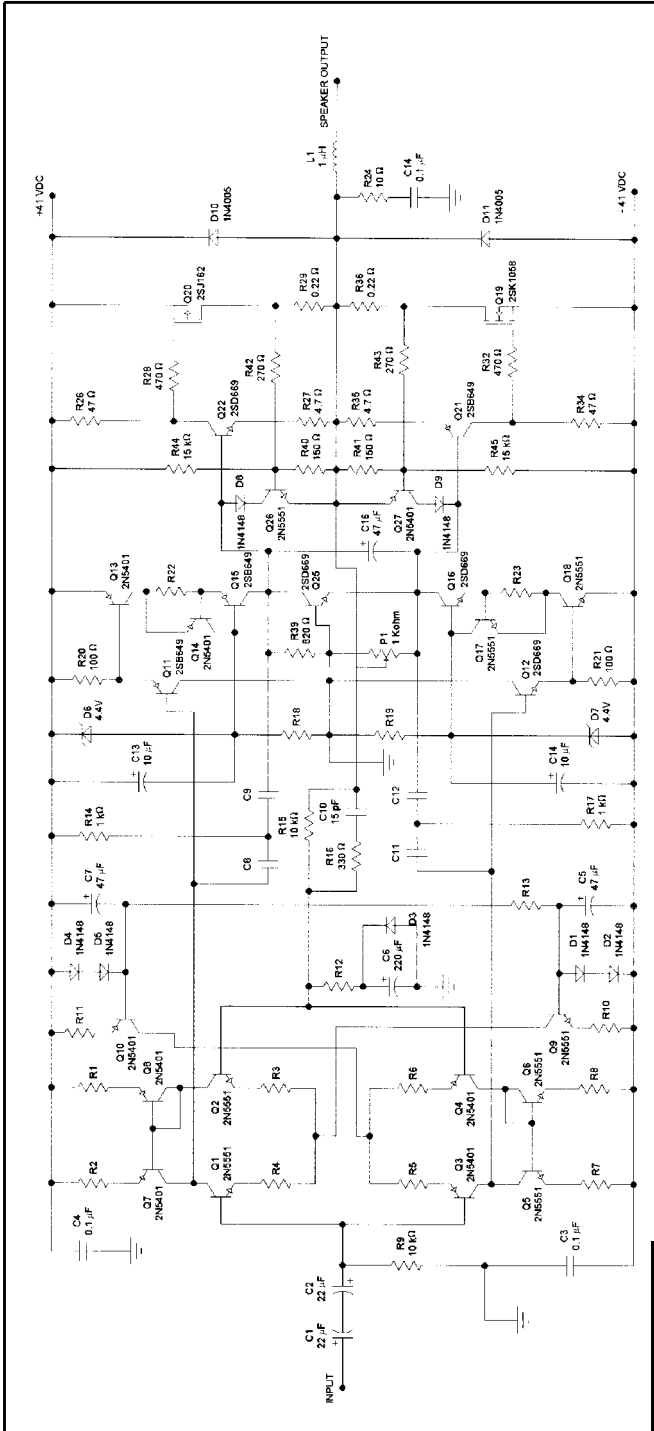 INPUT
C1
22 µF
C2
22 µF
R9
10 kΩ
C3
0.1 µF
C4
0.1 µF
R2
R1
Q7
2N5401
Q8
2N5401
Q1
2N5551
Q2
2N5551
R4
R3
R5
R6
Q3
2N5401
Q4
2N5401
Q5
2N5551
Q6
2N5551
R7
R8
R11
Q10
2N5401
Q9
2N5551
R10
D4
1N4148
D5
1N4148
C7
47 µF
R12
C6
220 µF
D3
1N4148
R13
D1
1N4148
D2
1N4148
C5
47 µF
R14
1 kΩ
C8
C9
R15
10 kΩ
R16
330 Ω
C10
15 pF
C11
C12
R17
1 kΩ
C13
10 µF
D6
4.4V
R18
R19
C14
10 µF
D7
4.4V
R20
100 Ω
Q11
2SB649
Q12
2SD669
R21
100 Ω
Q13
2N5401
Q14
2N5401
R22
Q15
2SB649
R39
820 Ω
Q25
2SD669
P1
1 Kohm
Q16
2SD669
Q17
2N5551
R23
Q18
2N5551
C16
47 µF
D8
1N4148
Q26
2N5551
Q27
2N5401
D9
1N4148
R44
15 kΩ
R40
150 Ω
R41
150 Ω
R45
15 kΩ
R26
47 Ω
Q22
2SD669
R27
4.7 Ω
R35
4.7 Ω
Q21
2SB649
R34
47 Ω
R28
470 Ω
R42
270 Ω
R43
270 Ω
R32
470 Ω
Q20
2SJ162
R29
0.22 Ω
R36
0.22 Ω
Q19
2SK1058
D10
1N4005
D11
1N4005
R24
10 Ω
C14
0.1 µF
L1
1 µH
+41 VDC
-41 VDC
SPEAKER OUTPUT